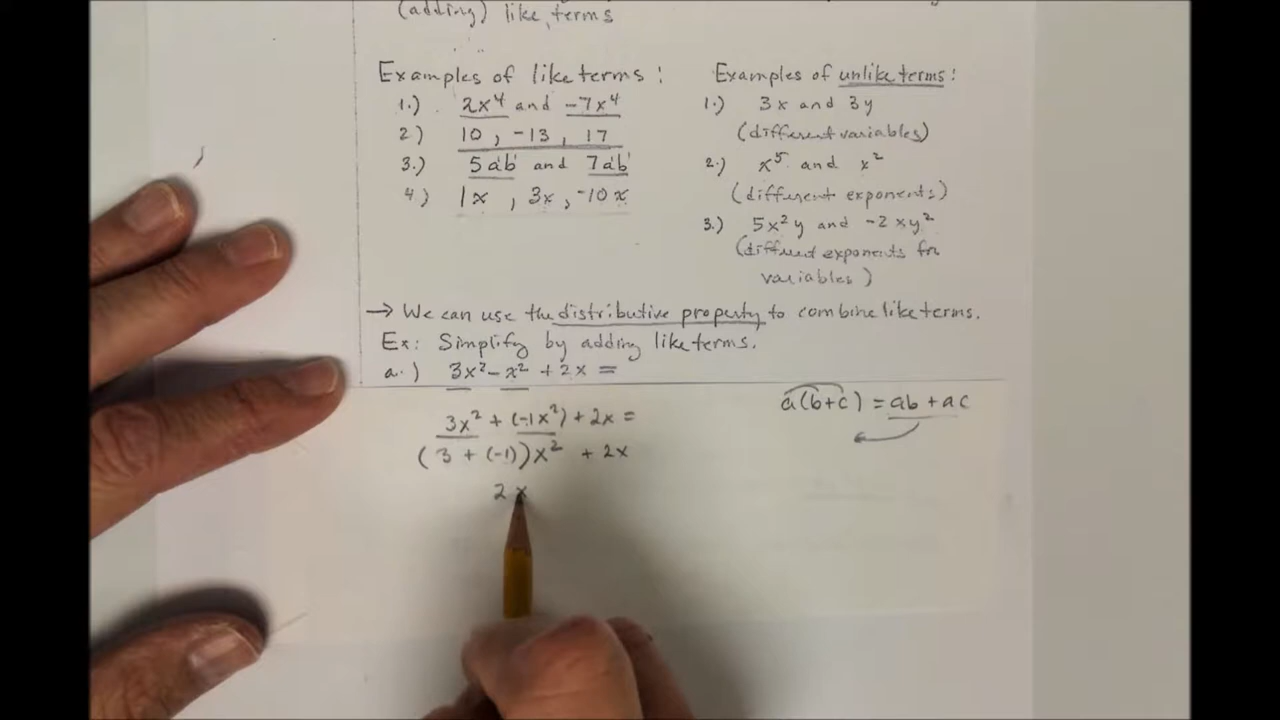 (adding) like terms
Examples of like terms:
1.) 2x⁴ and -7x⁴
2) 10, -13, 17
3.) 5ab and 7ab
4) 1x, 3x, -10x
Examples of unlike terms:
1.) 3x and 3y
(different variables)
2.) x⁵ and x²
(different exponents)
3.) 5x²y and -2xy²
(different exponents for
variables)
→ We can use the distributive property to combine like terms.
Ex: Simplify by adding like terms.
a.) 3x² - x² + 2x =
3x² + (-1x²) + 2x =
(3 + (-1))x² + 2x
2x
a(b+c) = ab + ac